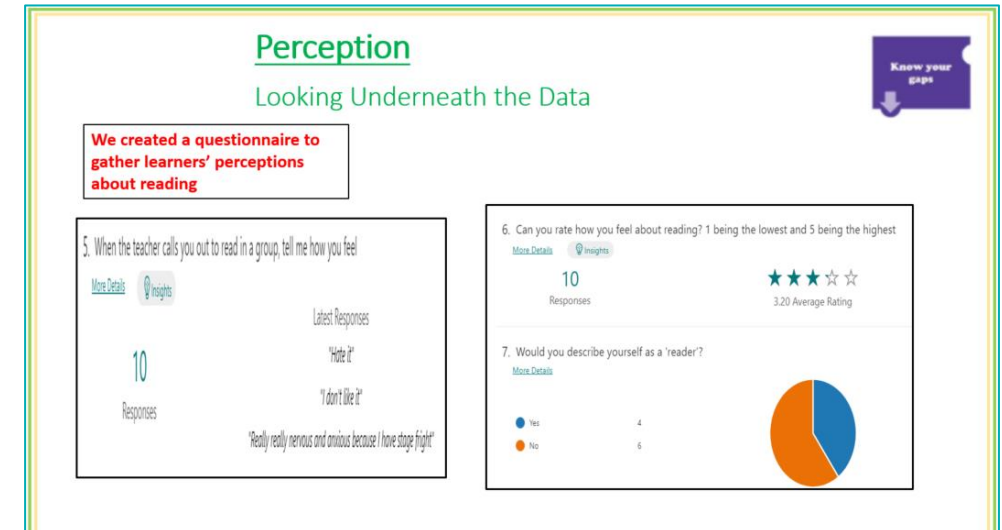 Perception
Looking Underneath the Data
Know your
gaps
We created a questionnaire to
gather learners' perceptions
about reading
5. When the teacher calls you out to read in a group, tell me how you feel
More Details Insights
10
Responses
Latest Responses
"Hate it"
"I don't like it"
"Really really nervous and anxious because I have stage fright"
6. Can you rate how you feel about reading? 1 being the lowest and 5 being the highest
More Details Insights
10
Responses
3.20 Average Rating
7. Would you describe yourself as a 'reader'?
More Details
Yes 4
No 6